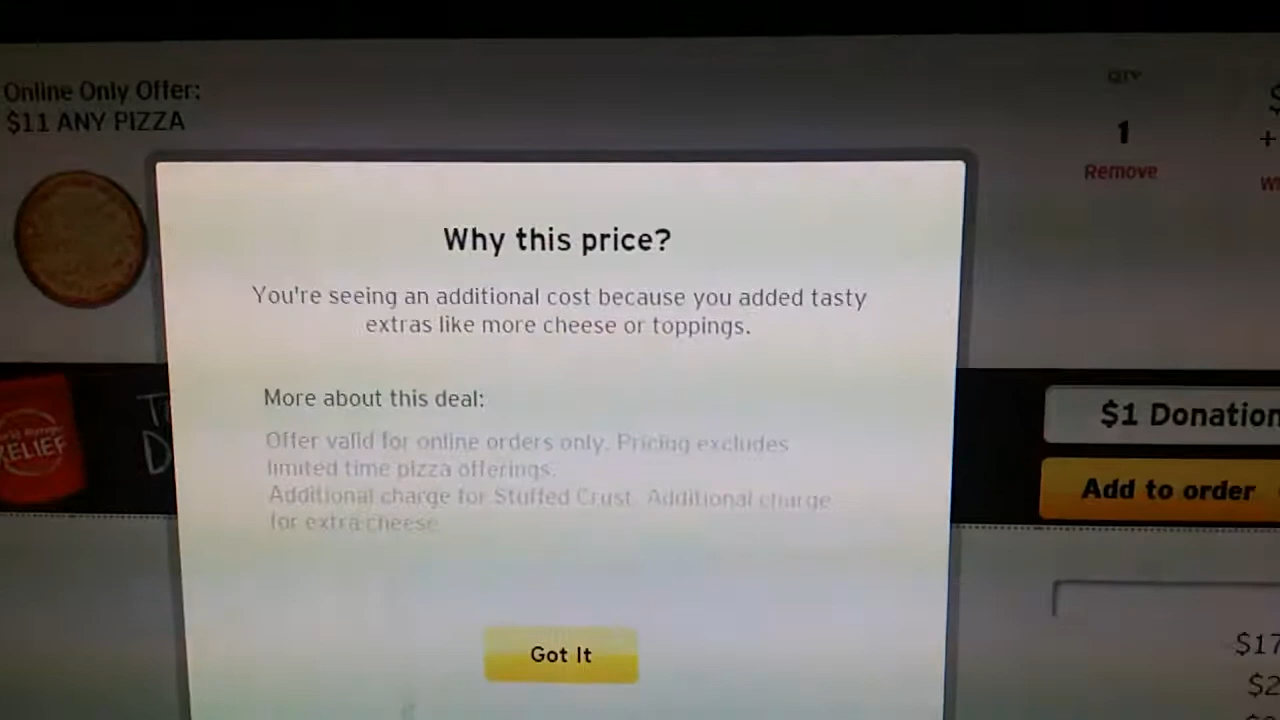 Online Only Offer:
$11 ANY PIZZA
QTY
1
Remove
$
+
Why this price?
You're seeing an additional cost because you added tasty
extras like more cheese or toppings.
More about this deal:
Offer valid for online orders only. Pricing excludes
limited time pizza offerings.
Additional charge for Stuffed Crust. Additional charge
for extra cheese
RELIEF
$1 Donation
Add to order
Got It
$17
$2